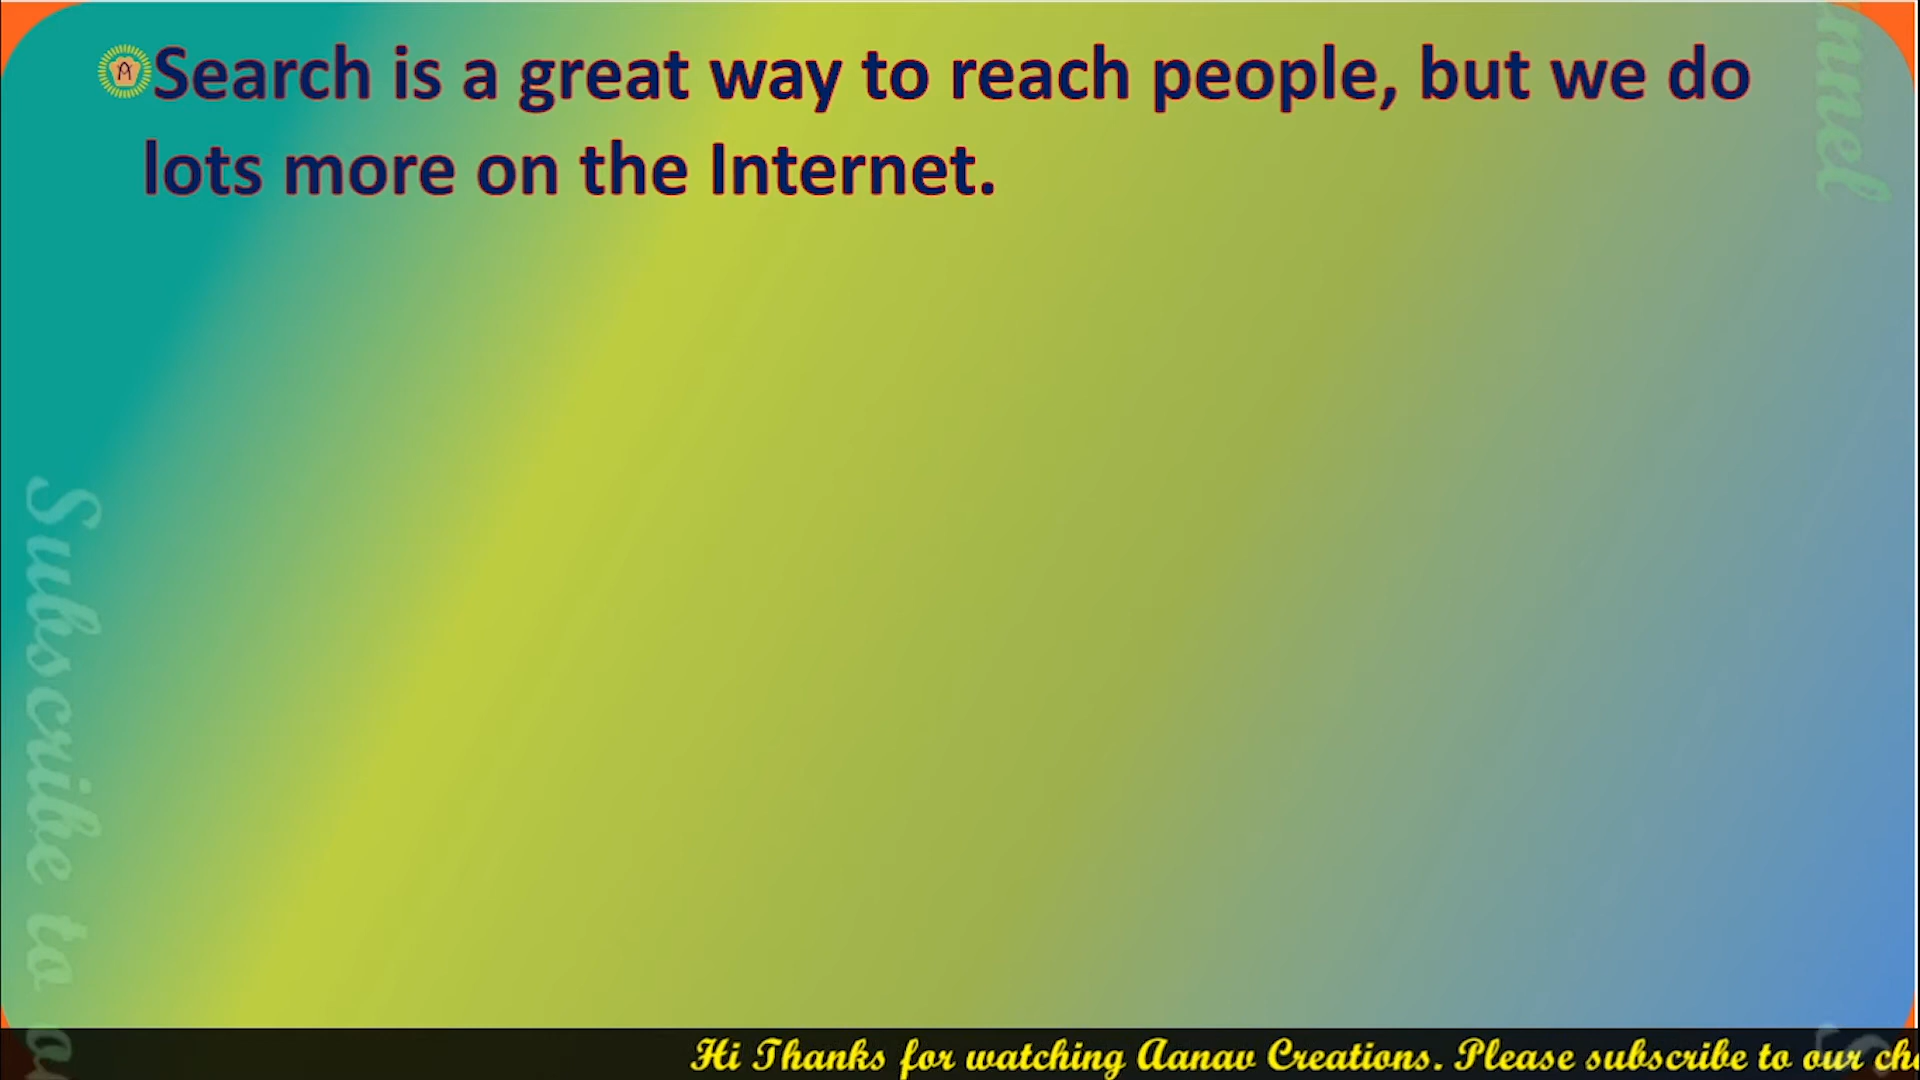 Search is a great way to reach people, but we do
lots more on the Internet.
Subscribe to
Hi Thanks for watching Aanav Creations. Please subscribe to our